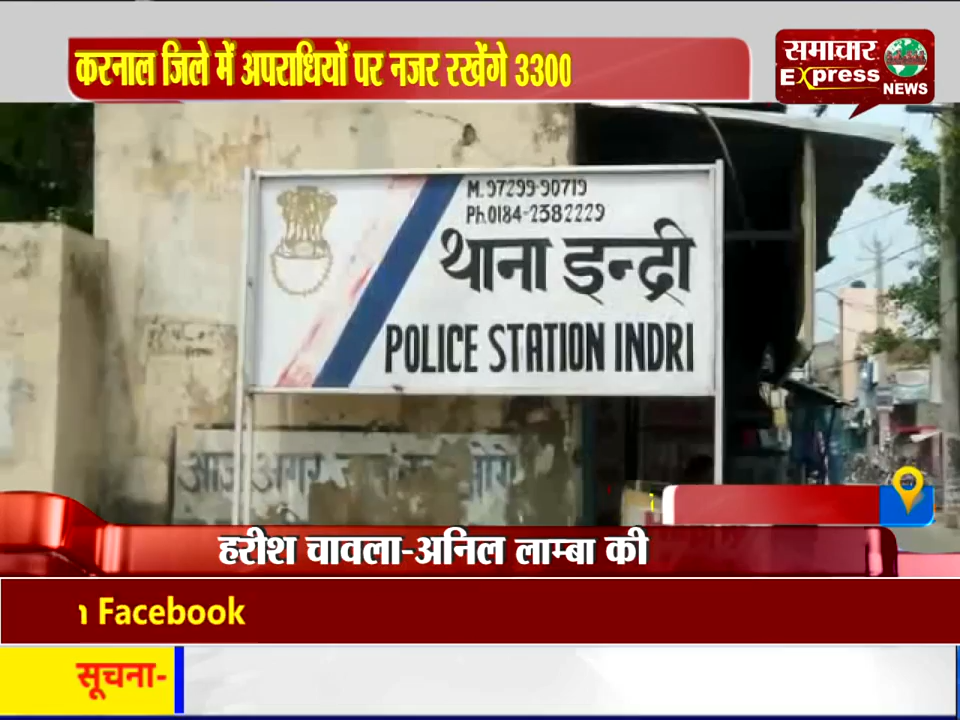 करनाल जिले में अपराधियों पर नजर रखेंगे 3300
समाचार
Express
NEWS
M. 97299-90719
Ph.0184-2382229
थाना इन्द्री
POLICE STATION INDRI
हरीश चावला-अनिल लाम्बा की
Facebook
सूचना-